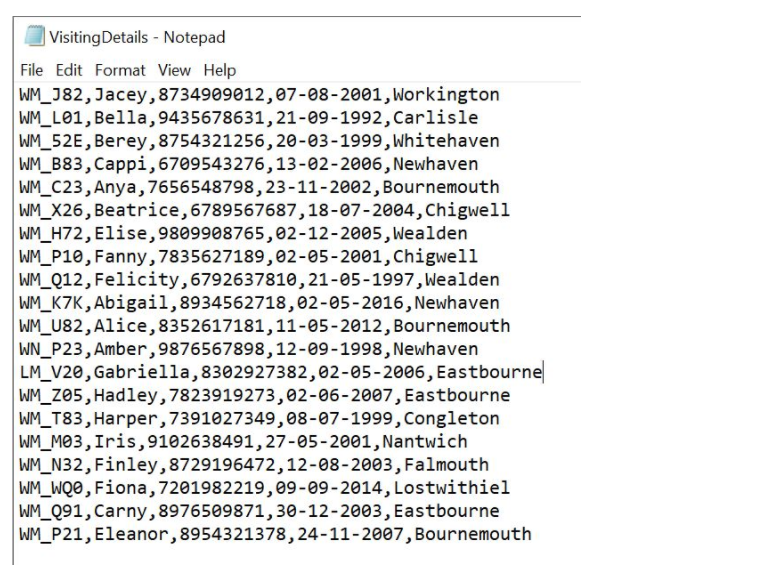 VisitingDetails - Notepad
File Edit Format View Help
WM_J82,Jacey,8734909012,07-08-2001,Workington
WM_L01,Bella,9435678631,21-09-1992,Carlisle
WM_52E,Berey,8754321256,20-03-1999,Whitehaven
WM_B83,Cappi,6709543276,13-02-2006,Newhaven
WM_C23,Anya,7656548798,23-11-2002,Bournemouth
WM_X26,Beatrice,6789567687,18-07-2004,Chigwell
WM_H72,Elise,9809908765,02-12-2005,Wealden
WM_P10,Fanny,7835627189,02-05-2001,Chigwell
WM_Q12,Felicity,6792637810,21-05-1997,Wealden
WM_K7K,Abigail,8934562718,02-05-2016,Newhaven
WM_U82,Alice,8352617181,11-05-2012,Bournemouth
WN_P23,Amber,9876567898,12-09-1998,Newhaven
LM_V20,Gabriella,8302927382,02-05-2006,Eastbourne
WM_Z05,Hadley,7823919273,02-06-2007,Eastbourne
WM_T83,Harper,7391027349,08-07-1999,Congleton
WM_M03,Iris,9102638491,27-05-2001,Nantwich
WM_N32,Finley,8729196472,12-08-2003,Falmouth
WM_WQ0,Fiona,7201982219,09-09-2014,Lostwithiel
WM_Q91,Carny,8976509871,30-12-2003,Eastbourne
WM_P21,Eleanor,8954321378,24-11-2007,Bournemouth